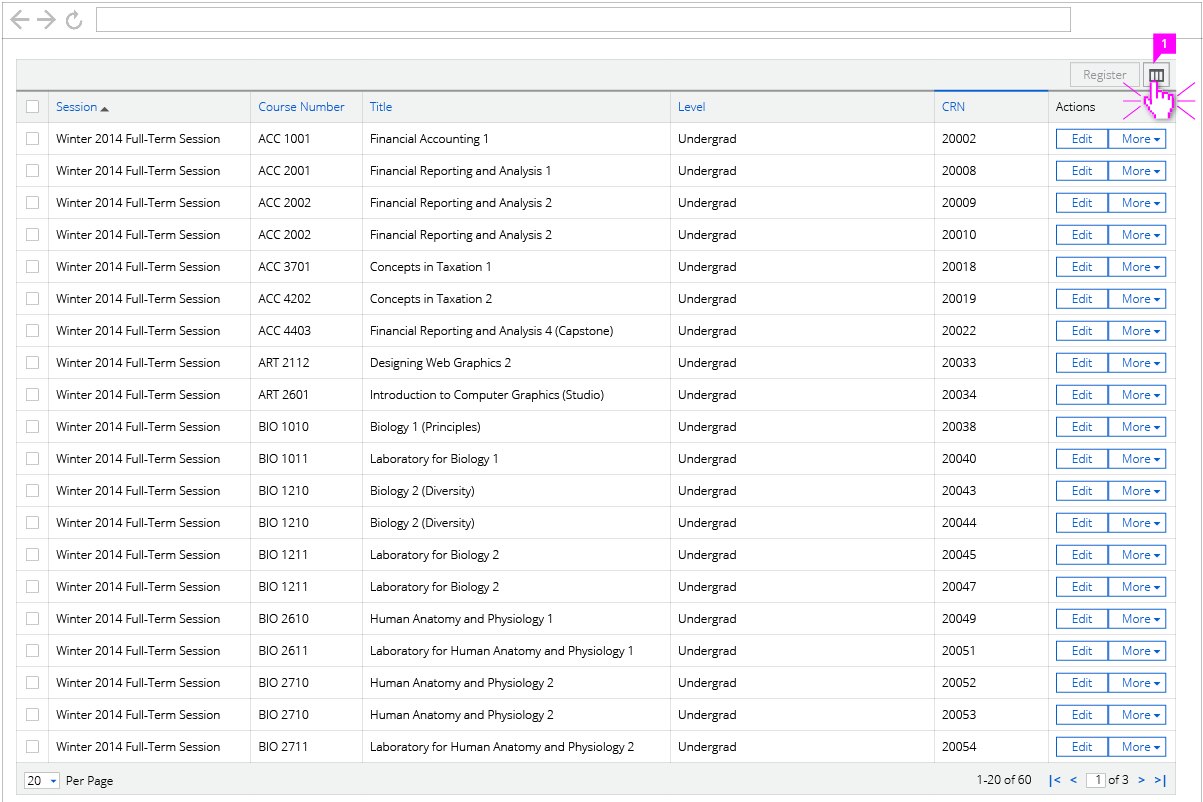 1
Register
Session Course Number Title Level CRN Actions
Winter 2014 Full-Term Session ACC 1001 Financial Accounting 1 Undergrad 20002 Edit More
Winter 2014 Full-Term Session ACC 2001 Financial Reporting and Analysis 1 Undergrad 20008 Edit More
Winter 2014 Full-Term Session ACC 2002 Financial Reporting and Analysis 2 Undergrad 20009 Edit More
Winter 2014 Full-Term Session ACC 2002 Financial Reporting and Analysis 2 Undergrad 20010 Edit More
Winter 2014 Full-Term Session ACC 3701 Concepts in Taxation 1 Undergrad 20018 Edit More
Winter 2014 Full-Term Session ACC 4202 Concepts in Taxation 2 Undergrad 20019 Edit More
Winter 2014 Full-Term Session ACC 4403 Financial Reporting and Analysis 4 (Capstone) Undergrad 20022 Edit More
Winter 2014 Full-Term Session ART 2112 Designing Web Graphics 2 Undergrad 20033 Edit More
Winter 2014 Full-Term Session ART 2601 Introduction to Computer Graphics (Studio) Undergrad 20034 Edit More
Winter 2014 Full-Term Session BIO 1010 Biology 1 (Principles) Undergrad 20038 Edit More
Winter 2014 Full-Term Session BIO 1011 Laboratory for Biology 1 Undergrad 20040 Edit More
Winter 2014 Full-Term Session BIO 1210 Biology 2 (Diversity) Undergrad 20043 Edit More
Winter 2014 Full-Term Session BIO 1210 Biology 2 (Diversity) Undergrad 20044 Edit More
Winter 2014 Full-Term Session BIO 1211 Laboratory for Biology 2 Undergrad 20045 Edit More
Winter 2014 Full-Term Session BIO 1211 Laboratory for Biology 2 Undergrad 20047 Edit More
Winter 2014 Full-Term Session BIO 2610 Human Anatomy and Physiology 1 Undergrad 20049 Edit More
Winter 2014 Full-Term Session BIO 2611 Laboratory for Human Anatomy and Physiology 1 Undergrad 20051 Edit More
Winter 2014 Full-Term Session BIO 2710 Human Anatomy and Physiology 2 Undergrad 20052 Edit More
Winter 2014 Full-Term Session BIO 2710 Human Anatomy and Physiology 2 Undergrad 20053 Edit More
Winter 2014 Full-Term Session BIO 2711 Laboratory for Human Anatomy and Physiology 2 Undergrad 20054 Edit More
20 Per Page 1-20 of 60 |< < 1 of 3 > >|